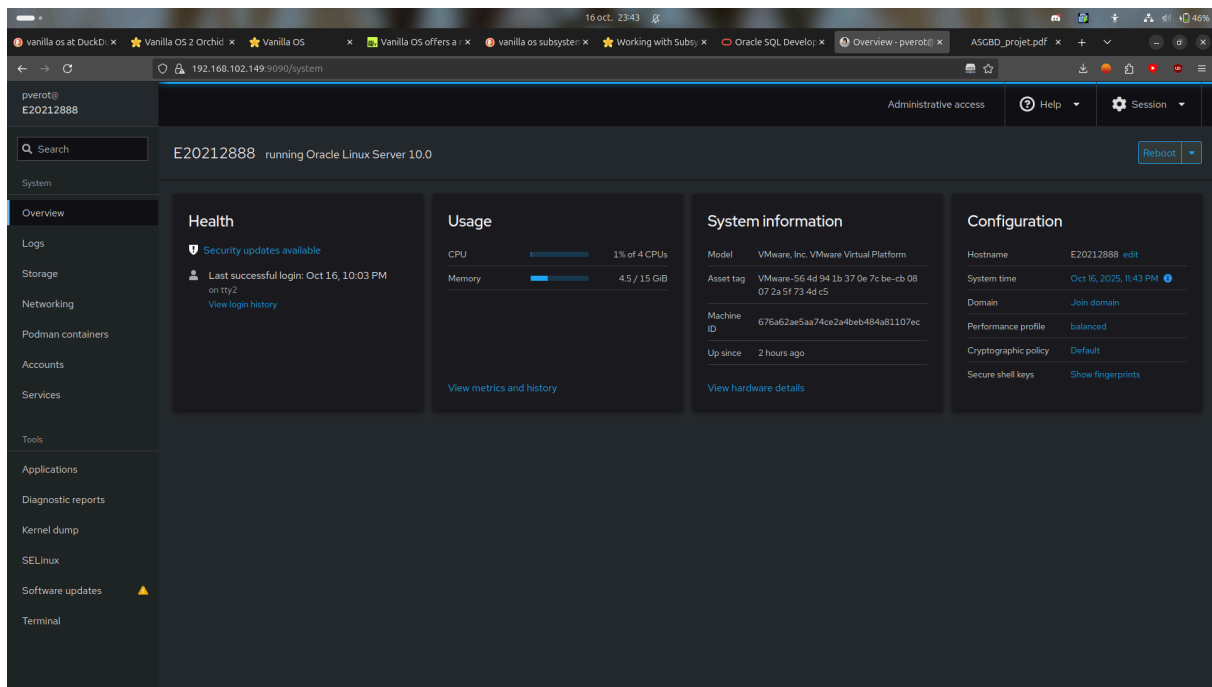 16 oct. 23:43
46%
vanilla os at DuckDu
Vanilla OS 2 Orchid
Vanilla OS
Vanilla OS offers a r
vanilla os subsystem
Working with Subsy
Oracle SQL Develop
Overview - pverot@
ASGBD_projet.pdf
192.168.102.149:9090/system
pverot@
E20212888
Administrative access
Help
Session
Search
E20212888 running Oracle Linux Server 10.0
Reboot
System
Overview
Logs
Storage
Networking
Podman containers
Accounts
Services
Tools
Applications
Diagnostic reports
Kernel dump
SELinux
Software updates
Terminal
Health
Security updates available
Last successful login: Oct 16, 10:03 PM
on tty2
View login history
Usage
CPU 1% of 4 CPUs
Memory 4.5 / 15 GiB
View metrics and history
System information
Model VMware, Inc. VMware Virtual Platform
Asset tag VMware-56 4d 94 1b 37 0e 7c be-cb 08
07 2a 5f 73 4d c5
Machine
ID
676a62ae5aa74ce2a4beb484a81107ec
Up since 2 hours ago
View hardware details
Configuration
Hostname E20212888 edit
System time Oct 16, 2025, 11:43 PM
Domain Join domain
Performance profile balanced
Cryptographic policy Default
Secure shell keys Show fingerprints